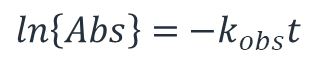 ln{Abs} = −k_obs t